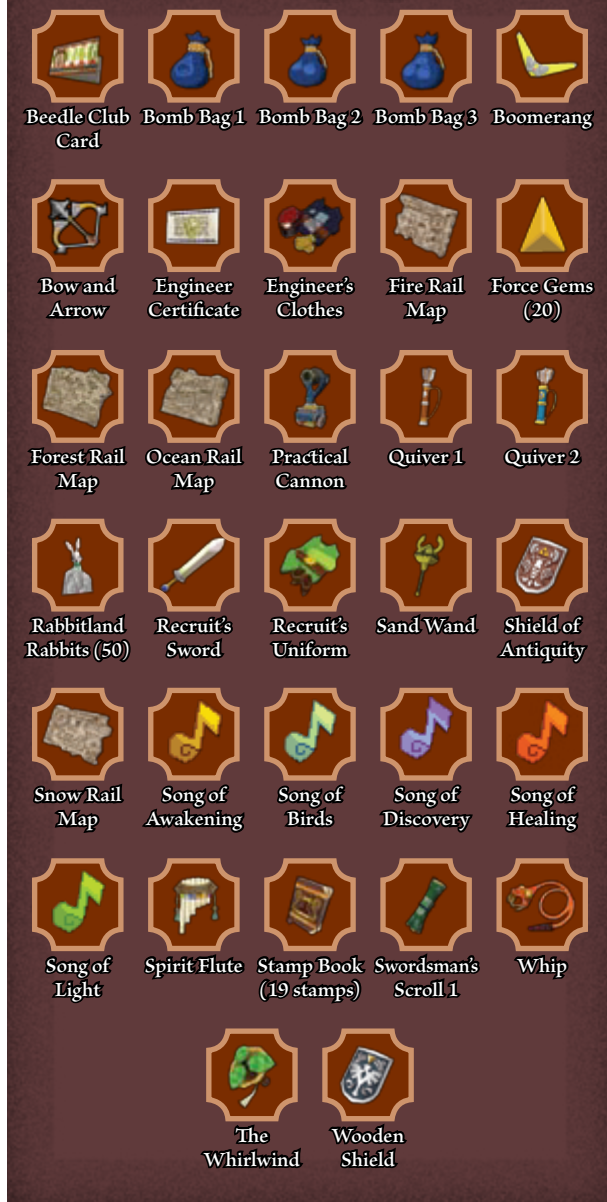 Beedle Club Bomb Bag 1 Bomb Bag 2 Bomb Bag 3 Boomerang
Card
Bow and Engineer Engineer's Fire Rail Force Gems
Arrow Certificate Clothes Map (20)
Forest Rail Ocean Rail Practical Quiver 1 Quiver 2
Map Map Cannon
Rabbitland Recruit's Recruit's Sand Wand Shield of
Rabbits (50) Sword Uniform Antiquity
Snow Rail Song of Song of Song of Song of
Map Awakening Birds Discovery Healing
Song of Spirit Flute Stamp Book Swordsman's Whip
Light (19 stamps) Scroll 1
The Wooden
Whirlwind Shield